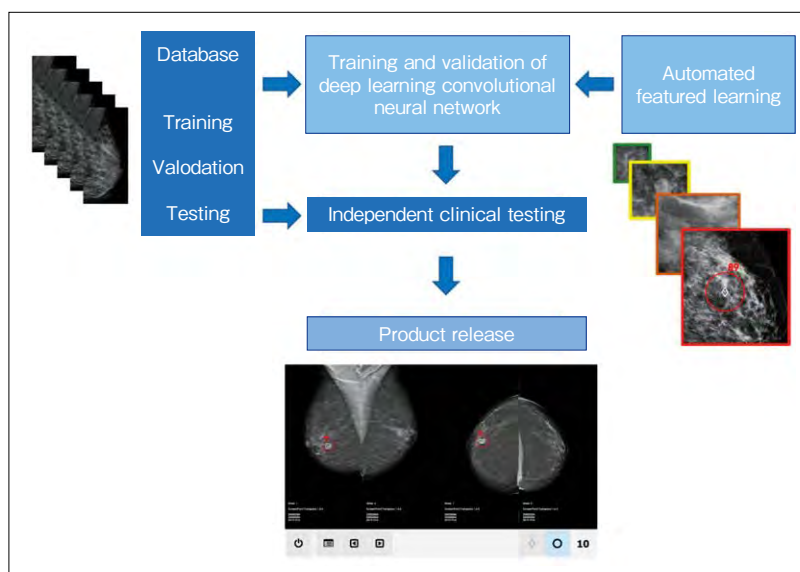 Database
Training
Valodation
Testing
Training and validation of
deep learning convolutional
neural network
Automated
featured learning
Independent clinical testing
89
Product release
10